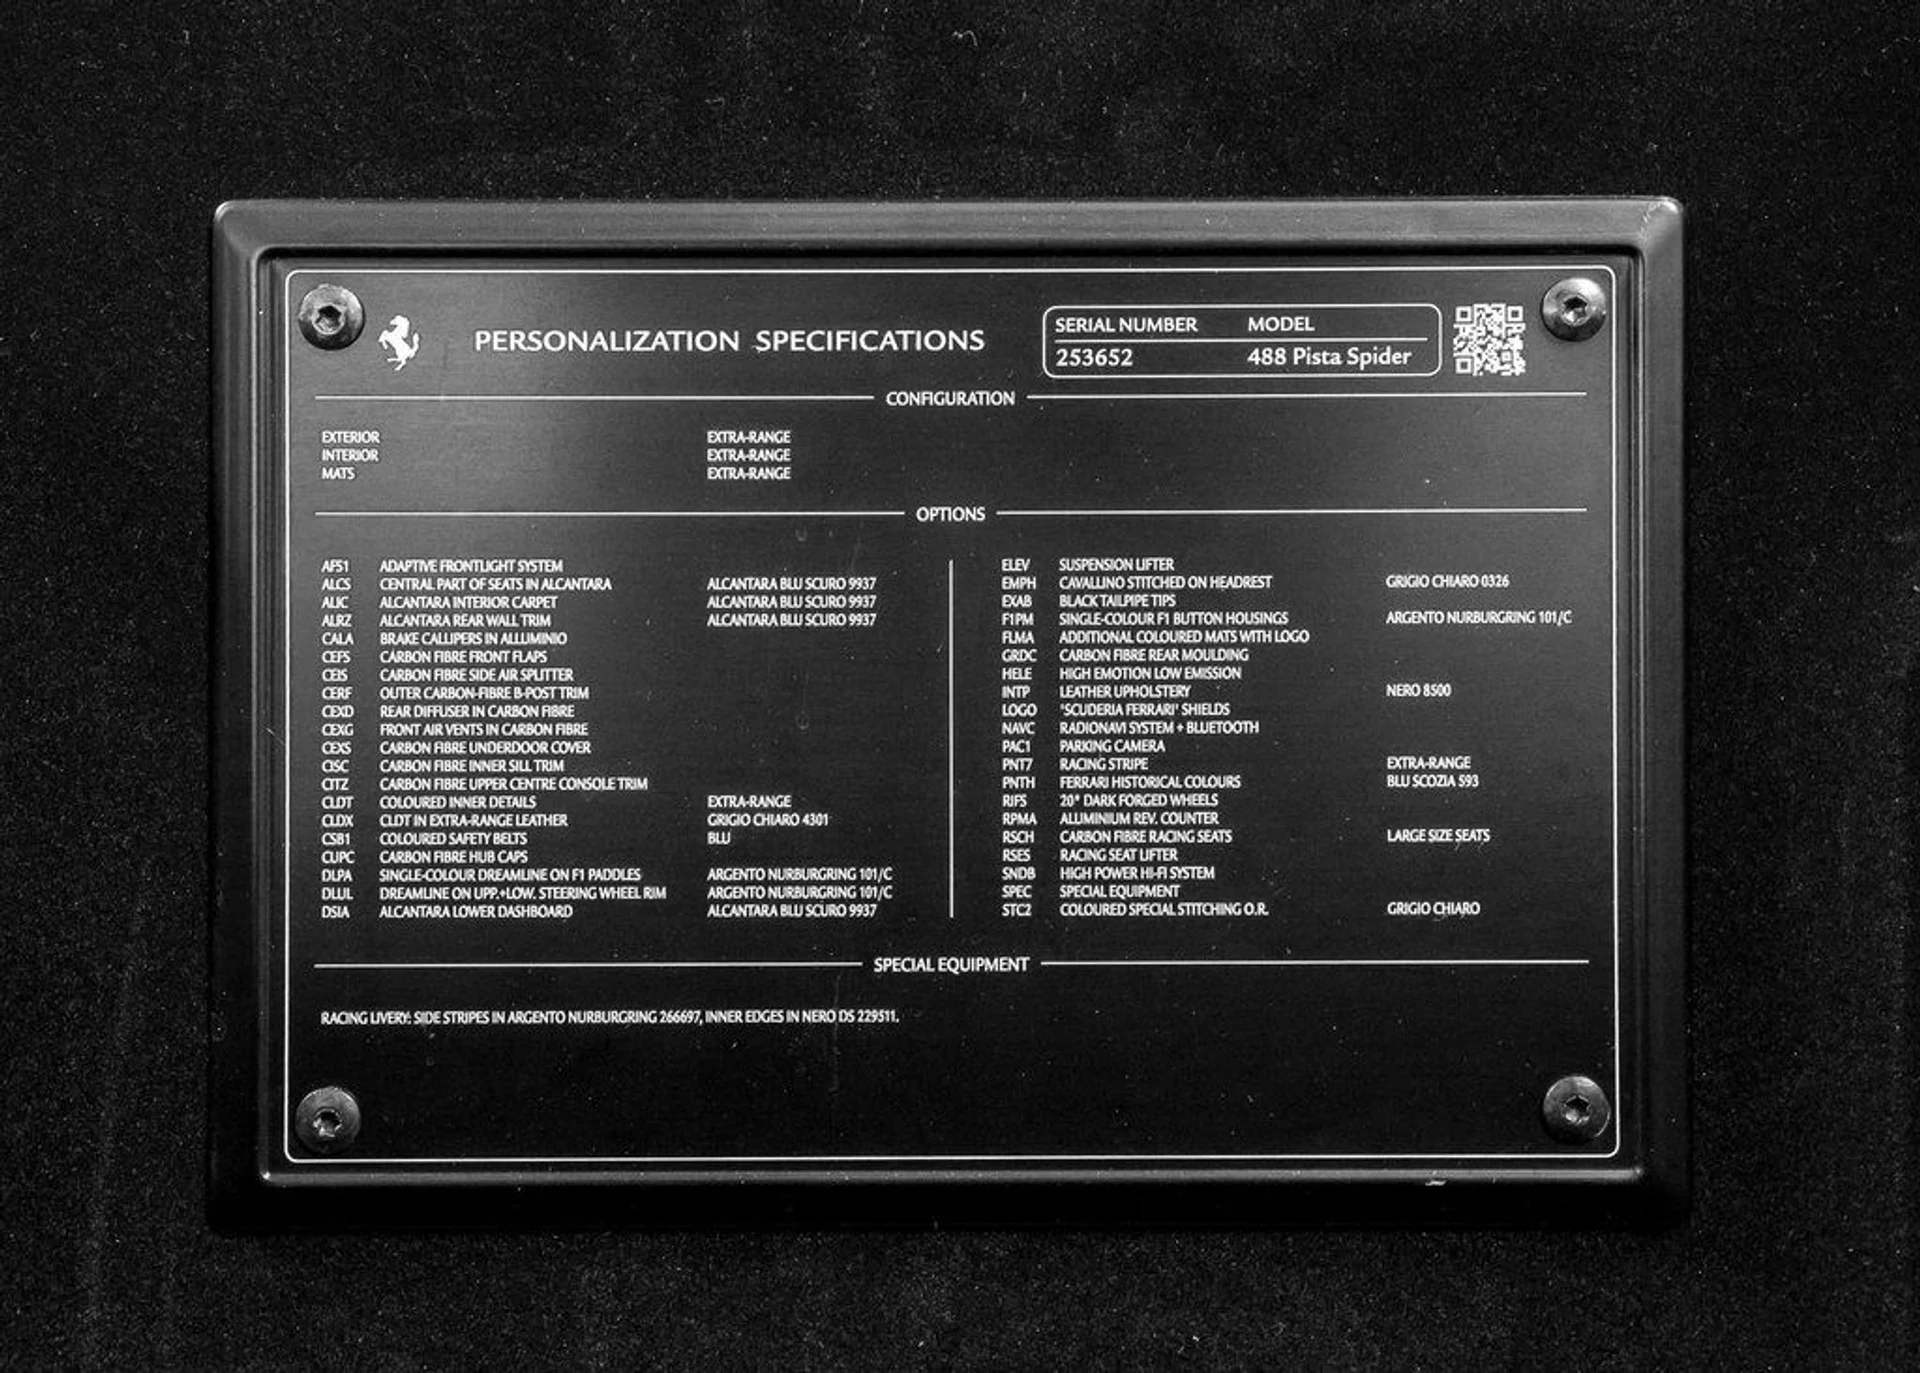 PERSONALIZATION SPECIFICATIONS
SERIAL NUMBER MODEL
253652 488 Pista Spider
CONFIGURATION
EXTERIOR EXTRA-RANGE
INTERIOR EXTRA-RANGE
MATS EXTRA-RANGE
OPTIONS
AFS1 ADAPTIVE FRONTLIGHT SYSTEM
ALCS CENTRAL PART OF SEATS IN ALCANTARA ALCANTARA BLU SCURO 9937
ALIC ALCANTARA INTERIOR CARPET ALCANTARA BLU SCURO 9937
ALRZ ALCANTARA REAR WALL TRIM ALCANTARA BLU SCURO 9937
CALA BRAKE CALLIPERS IN ALLUMINIO
CEFS CARBON FIBRE FRONT FLAPS
CEIS CARBON FIBRE SIDE AIR SPLITTER
CERF OUTER CARBON-FIBRE B-POST TRIM
CEXD REAR DIFFUSER IN CARBON FIBRE
CEXG FRONT AIR VENTS IN CARBON FIBRE
CEXS CARBON FIBRE UNDERDOOR COVER
CISC CARBON FIBRE INNER SILL TRIM
CITZ CARBON FIBRE UPPER CENTRE CONSOLE TRIM
CLDT COLOURED INNER DETAILS EXTRA-RANGE
CLDX CLDT IN EXTRA-RANGE LEATHER GRIGIO CHIARO 4301
CSB1 COLOURED SAFETY BELTS BLU
CUPC CARBON FIBRE HUB CAPS
DLPA SINGLE-COLOUR DREAMLINE ON F1 PADDLES ARGENTO NURBURGRING 101/C
DLUL DREAMLINE ON UPP.+LOW. STEERING WHEEL RIM ARGENTO NURBURGRING 101/C
DSIA ALCANTARA LOWER DASHBOARD ALCANTARA BLU SCURO 9937
ELEV SUSPENSION LIFTER
EMPH CAVALLINO STITCHED ON HEADREST GRIGIO CHIARO 0326
EXAB BLACK TAILPIPE TIPS
F1PM SINGLE-COLOUR F1 BUTTON HOUSINGS ARGENTO NURBURGRING 101/C
FLMA ADDITIONAL COLOURED MATS WITH LOGO
GRDC CARBON FIBRE REAR MOULDING
HELE HIGH EMOTION LOW EMISSION
INTP LEATHER UPHOLSTERY NERO 8500
LOGO 'SCUDERIA FERRARI' SHIELDS
NAVC RADIONAVI SYSTEM + BLUETOOTH
PAC1 PARKING CAMERA
PNT7 RACING STRIPE EXTRA-RANGE
PNTH FERRARI HISTORICAL COLOURS BLU SCOZIA 593
RIFS 20" DARK FORGED WHEELS
RPMA ALUMINIUM REV. COUNTER
RSCH CARBON FIBRE RACING SEATS LARGE SIZE SEATS
RSES RACING SEAT LIFTER
SNDB HIGH POWER HI-FI SYSTEM
SPEC SPECIAL EQUIPMENT
STC2 COLOURED SPECIAL STITCHING O.R. GRIGIO CHIARO
SPECIAL EQUIPMENT
RACING LIVERY: SIDE STRIPES IN ARGENTO NURBURGRING 266697, INNER EDGES IN NERO DS 229511.